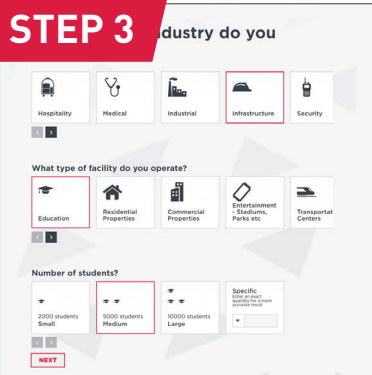 STEP 3
dustry do you
Hospitality
Medical
Industrial
Infrastructure
Security
What type of facility do you operate?
Education
Residential
Properties
Commercial
Properties
Entertainment
- Stadiums,
Parks etc
Transportat
Centers
Number of students?
2000 students
Small
5000 students
Medium
10000 students
Large
Specific
Enter an exact
quantity for a more
accurate result
NEXT